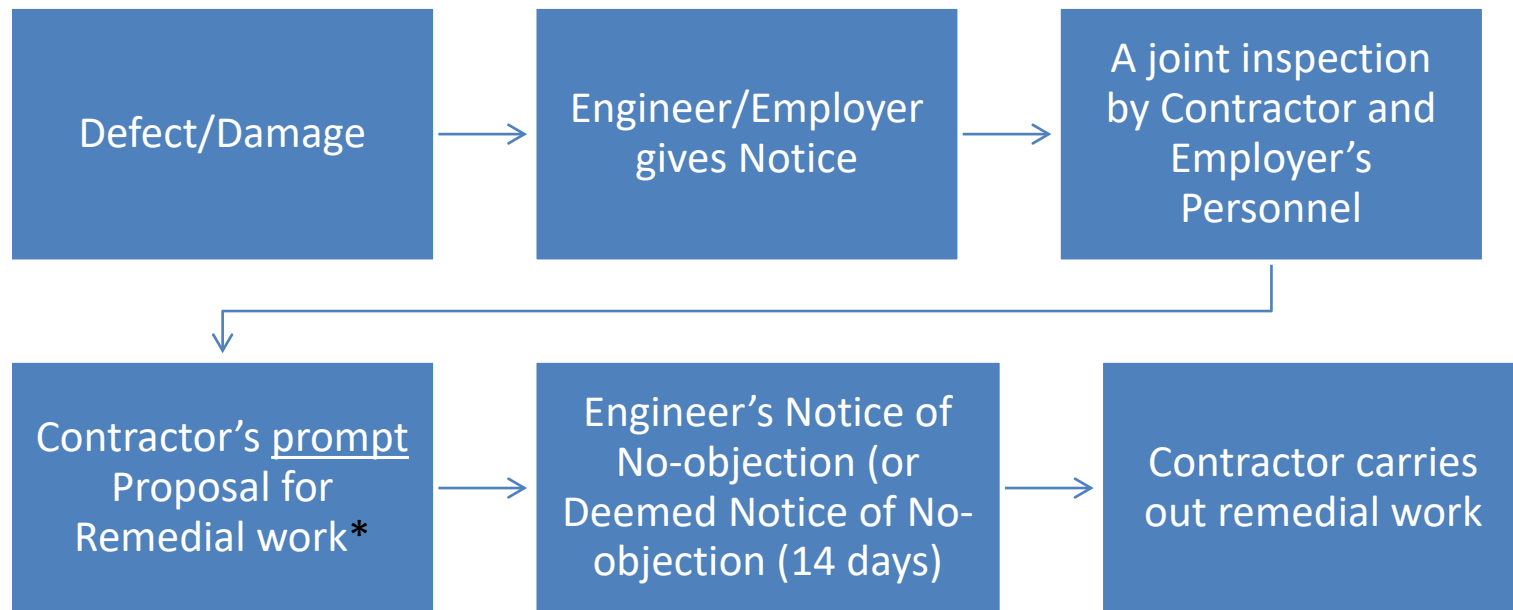 Defect/Damage
Engineer/Employer
gives Notice
A joint inspection
by Contractor and
Employer’s
Personnel
Contractor’s prompt
Proposal for
Remedial work*
Engineer’s Notice of
No-objection (or
Deemed Notice of No-
objection (14 days)
Contractor carries
out remedial work